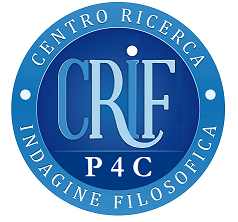 CENTRO RICERCA
CRIF
P4C
INDAGINE FILOSOFICA